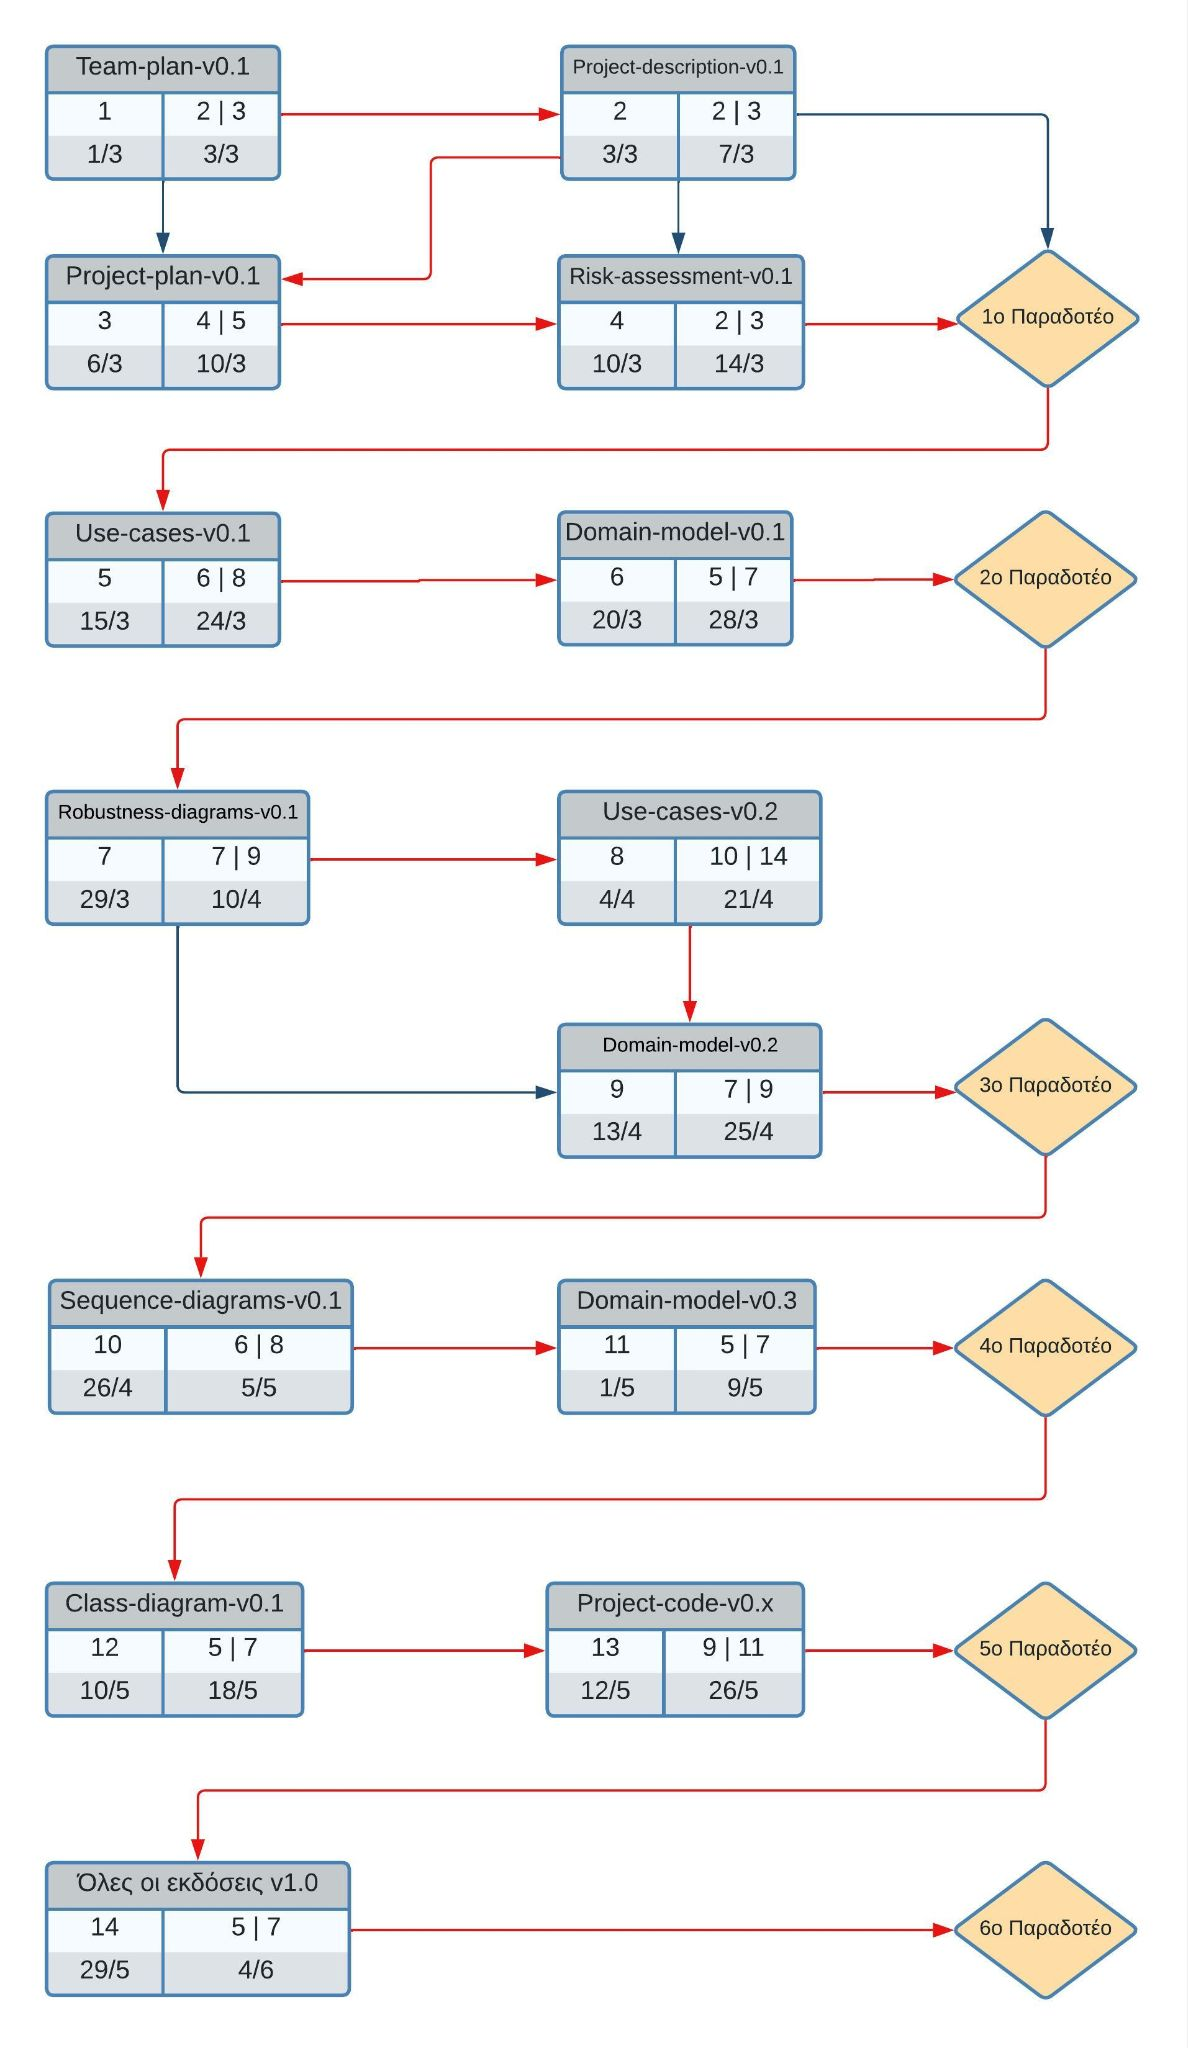 Team-plan-v0.1
1
2 | 3
1/3
3/3
Project-description-v0.1
2
2 | 3
3/3
7/3
Project-plan-v0.1
3
4 | 5
6/3
10/3
Risk-assessment-v0.1
4
2 | 3
10/3
14/3
1ο Παραδοτέο
Use-cases-v0.1
5
6 | 8
15/3
24/3
Domain-model-v0.1
6
5 | 7
20/3
28/3
2ο Παραδοτέο
Robustness-diagrams-v0.1
7
7 | 9
29/3
10/4
Use-cases-v0.2
8
10 | 14
4/4
21/4
Domain-model-v0.2
9
7 | 9
13/4
25/4
3ο Παραδοτέο
Sequence-diagrams-v0.1
10
6 | 8
26/4
5/5
Domain-model-v0.3
11
5 | 7
1/5
9/5
4ο Παραδοτέο
Class-diagram-v0.1
12
5 | 7
10/5
18/5
Project-code-v0.x
13
9 | 11
12/5
26/5
5ο Παραδοτέο
Όλες οι εκδόσεις v1.0
14
5 | 7
29/5
4/6
6ο Παραδοτέο